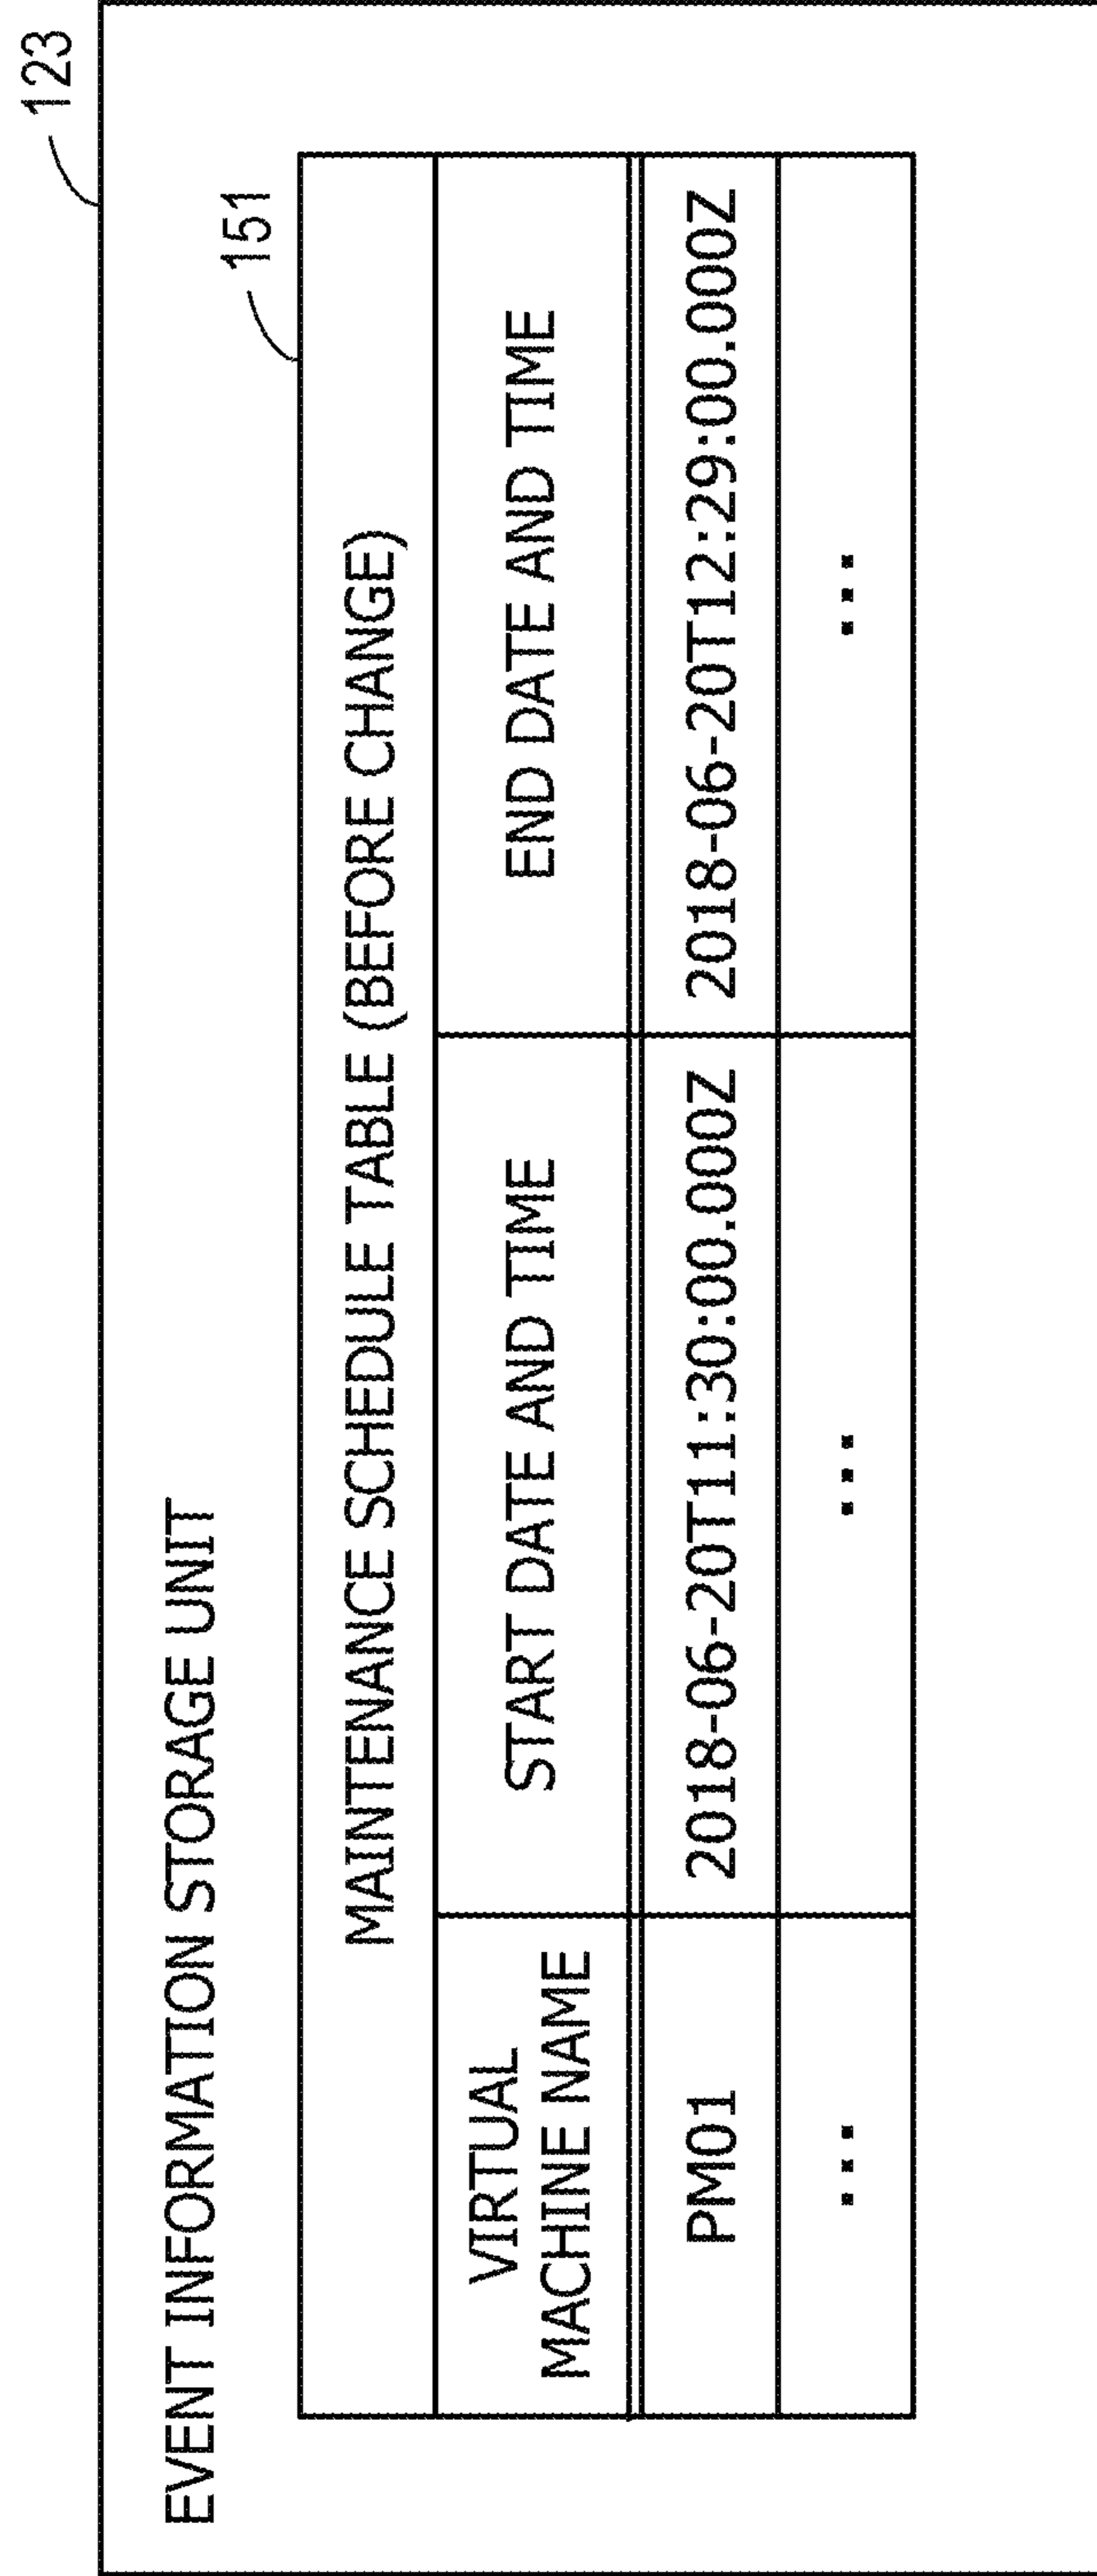 123
EVENT INFORMATION STORAGE UNIT
151
MAINTENANCE SCHEDULE TABLE (BEFORE CHANGE)
VIRTUAL
MACHINE NAME
START DATE AND TIME
END DATE AND TIME
PM01
2018-06-20T11:30:00.000Z
2018-06-20T12:29:00.000Z
...
...
...